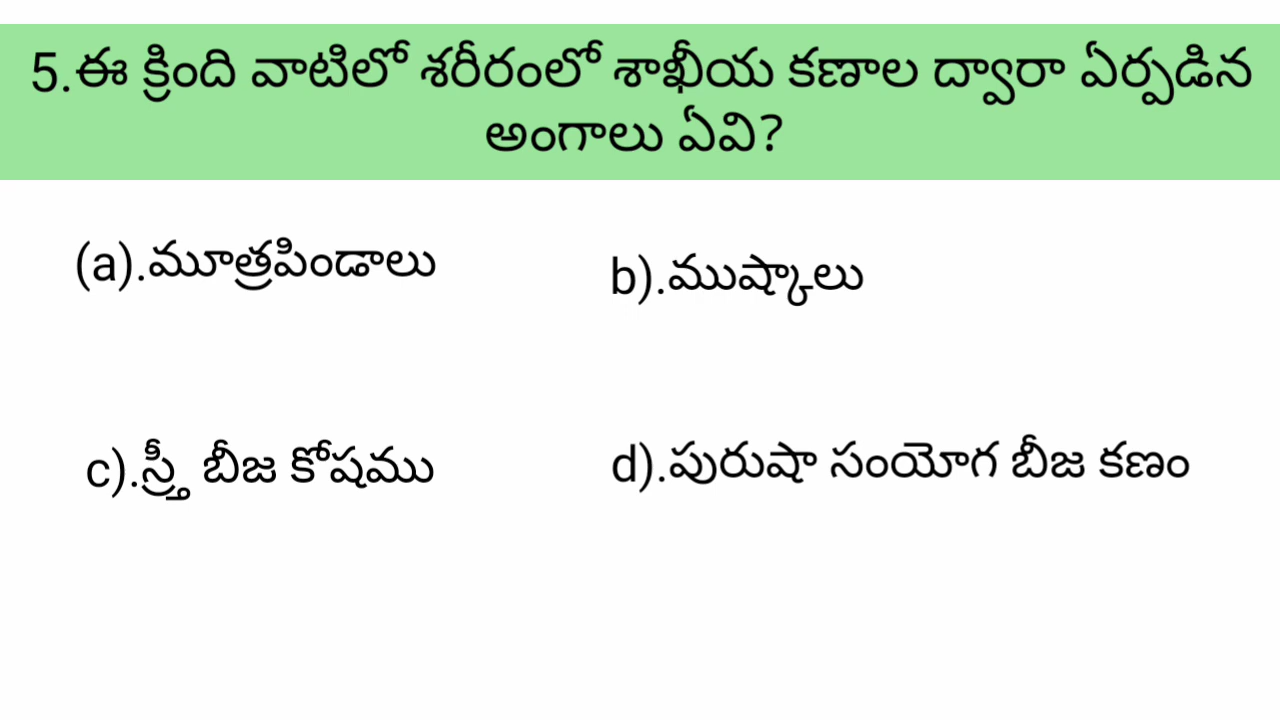 5.ఈ క్రింది వాటిలో శరీరంలో శాఖీయ కణాల ద్వారా ఏర్పడిన
అంగాలు ఏవి?
(a).మూత్రపిండాలు
b).ముష్కాలు
c).స్త్రీ బీజ కోషము
d).పురుషా సంయోగ బీజ కణం